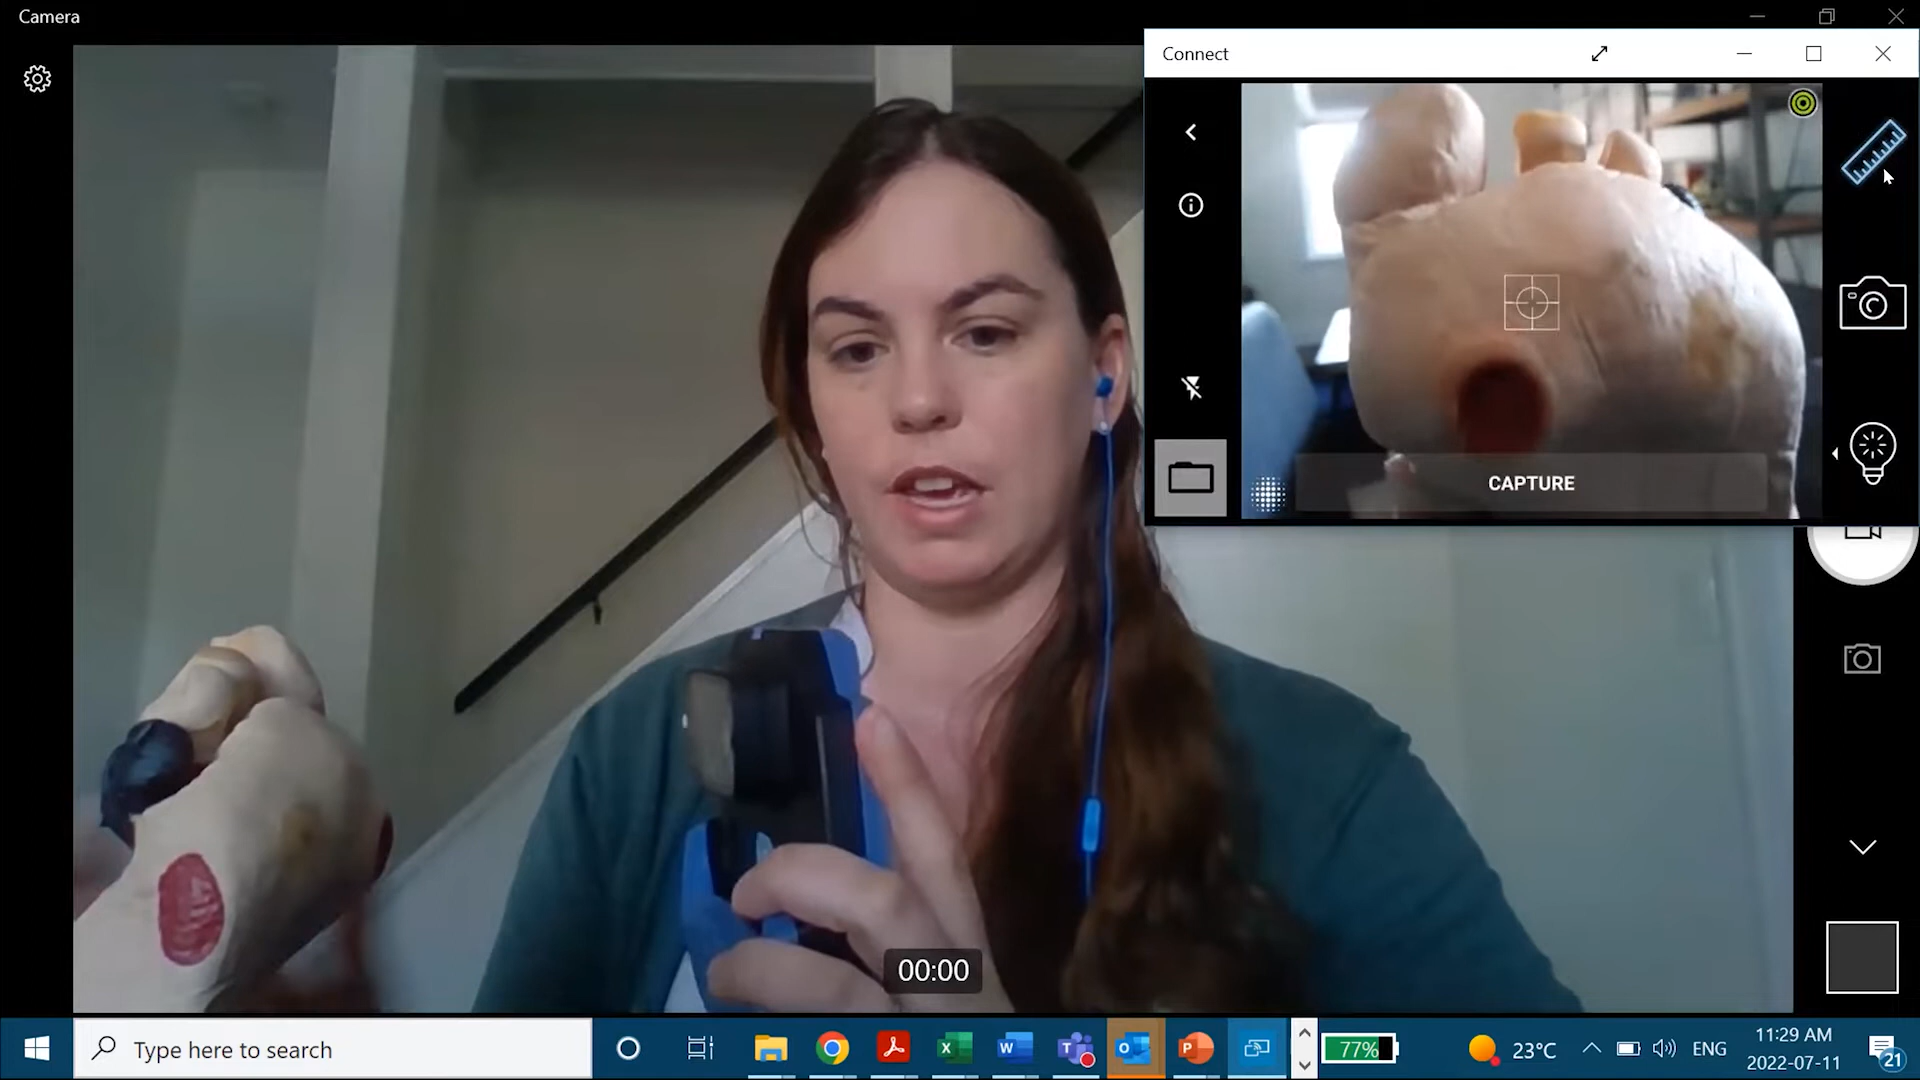 Camera
Connect
CAPTURE
00:00
Type here to search
77%
23°C
ENG
11:29 AM
2022-07-11
21